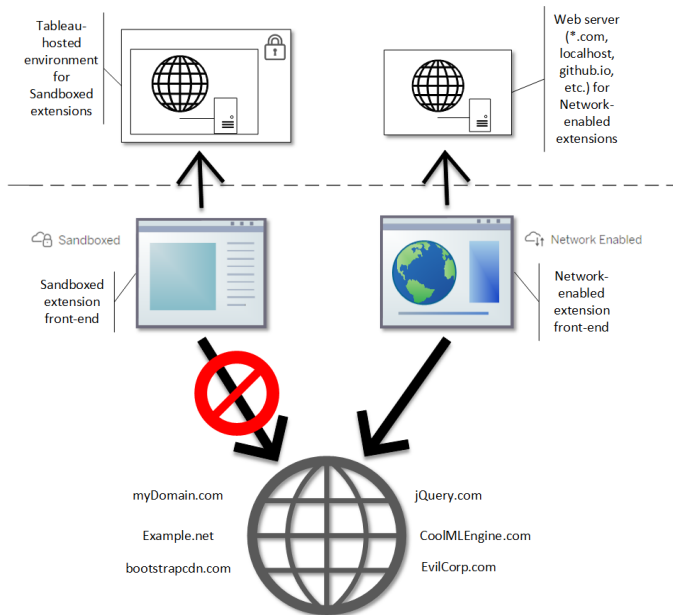 Tableau-
hosted
environment
for
Sandboxed
extensions
Web server
(*.com,
localhost,
github.io,
etc.) for
Network-
enabled
extensions
Sandboxed
Network Enabled
Sandboxed
extension
front-end
Network-
enabled
extension
front-end
myDomain.com
jQuery.com
Example.net
CoolMLEngine.com
bootstrapcdn.com
EvilCorp.com